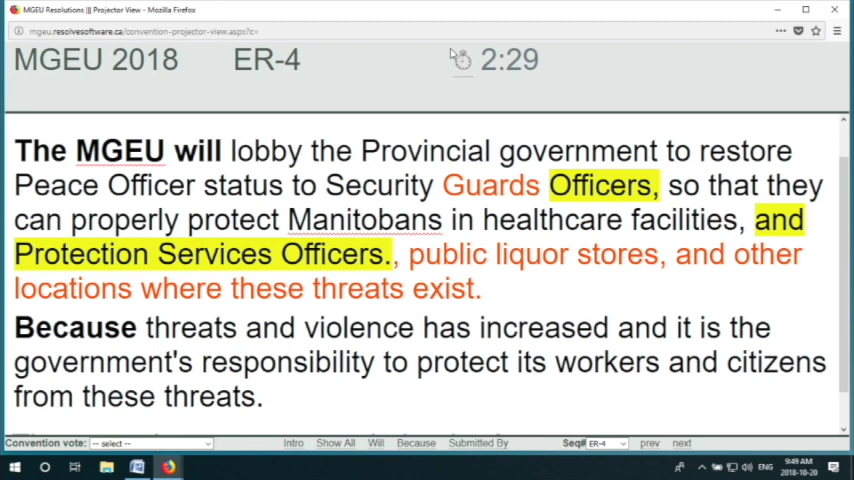 MGEU Resolutions ||| Projector View - Mozilla Firefox
mgeu.resolvesoftware.ca/convention-projector-view.aspx?c=
MGEU 2018 ER-4 2:29
The MGEU will lobby the Provincial government to restore
Peace Officer status to Security Guards Officers, so that they
can properly protect Manitobans in healthcare facilities, and
Protection Services Officers., public liquor stores, and other
locations where these threats exist.
Because threats and violence has increased and it is the
government's responsibility to protect its workers and citizens
from these threats.
Convention vote: -- select -- Intro Show All Will Because Submitted By Seq# ER-4 prev next
ENG 9:49 AM
2018-10-20